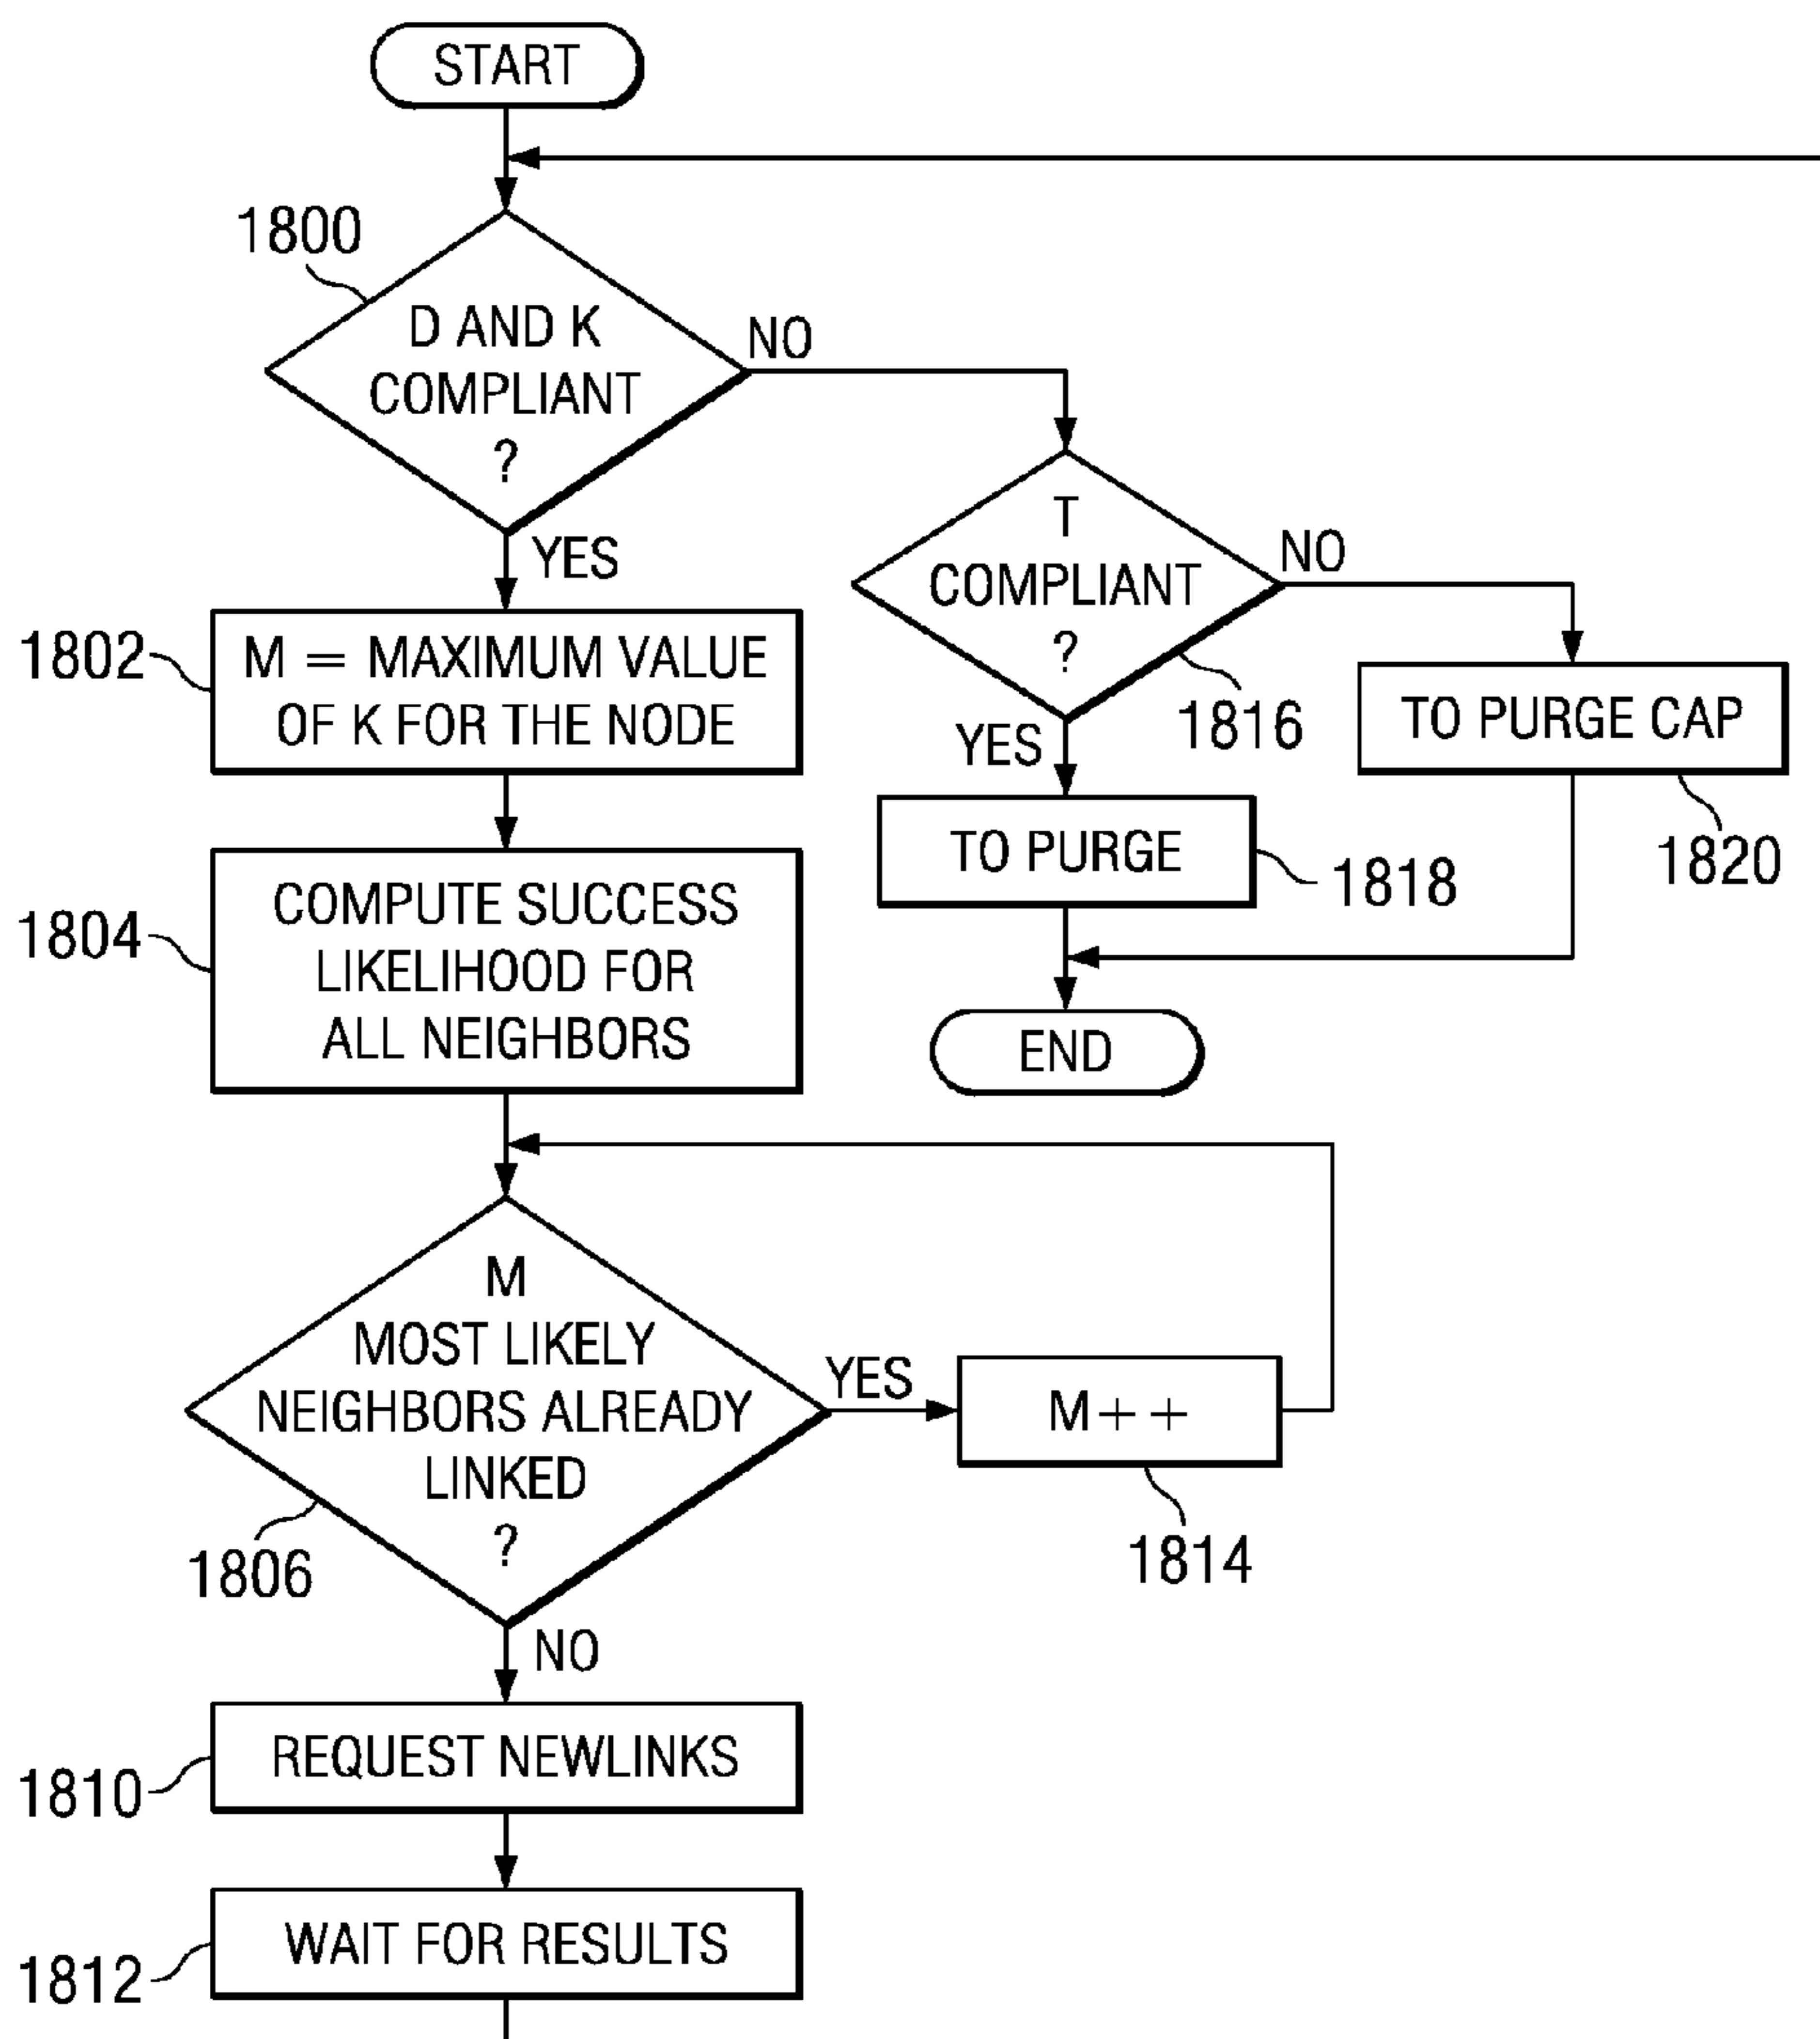 START
1800
D AND K
COMPLIANT
?
NO
YES
1802
M = MAXIMUM VALUE
OF K FOR THE NODE
T
COMPLIANT
?
NO
1816
YES
TO PURGE CAP
1820
TO PURGE
1818
END
1804
COMPUTE SUCCESS
LIKELIHOOD FOR
ALL NEIGHBORS
M
MOST LIKELY
NEIGHBORS ALREADY
LINKED
?
1806
YES
M++
1814
NO
REQUEST NEWLINKS
1810
WAIT FOR RESULTS
1812